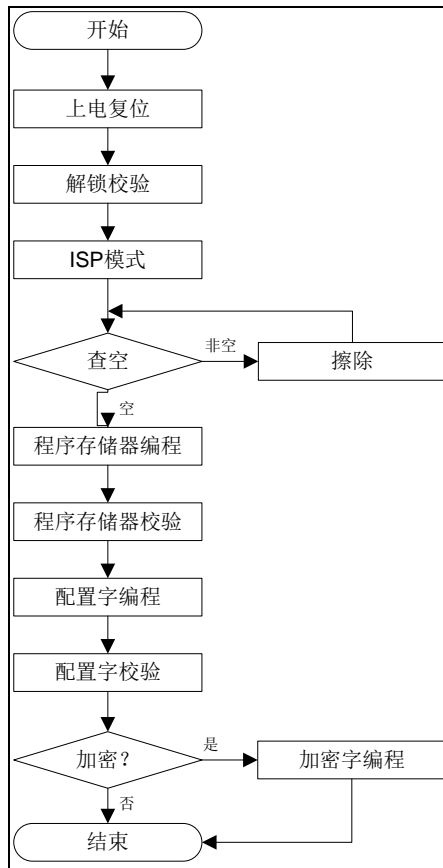 开始
上电复位
解锁校验
ISP模式
查空
非空
擦除
空
程序存储器编程
程序存储器校验
配置字编程
配置字校验
加密？
是
加密字编程
否
结束